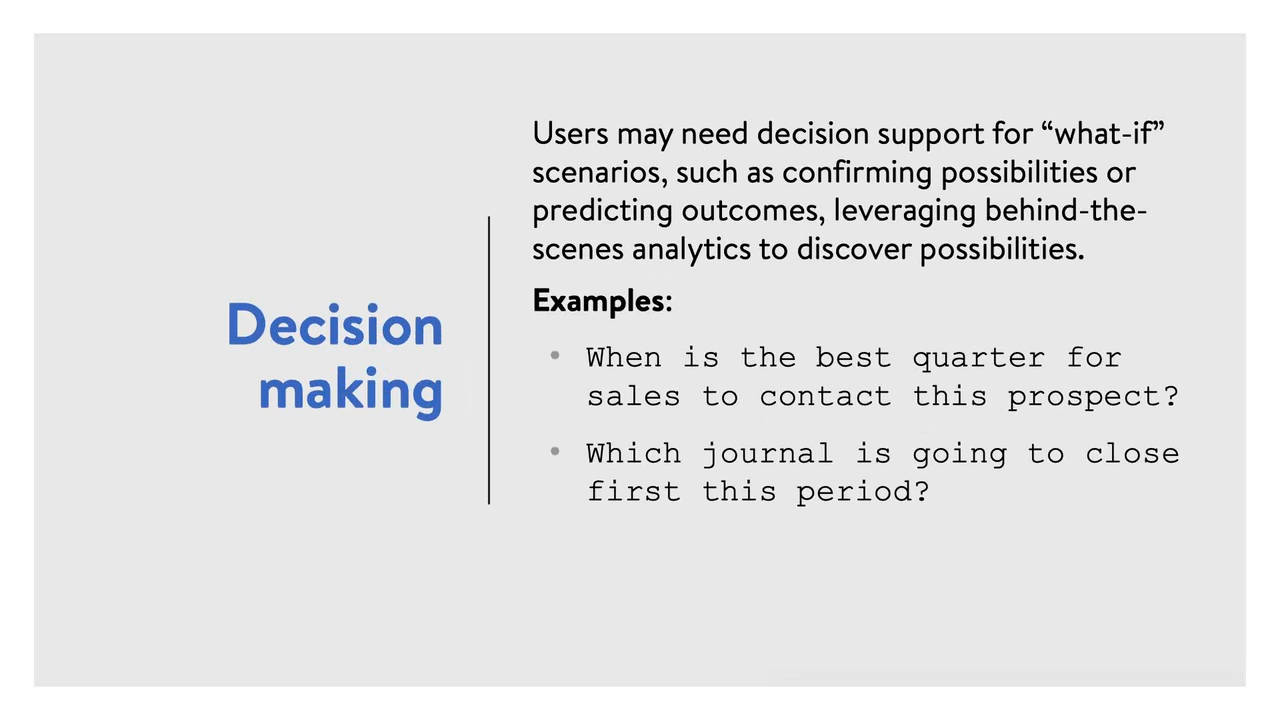 Decision
making
Users may need decision support for “what-if”
scenarios, such as confirming possibilities or
predicting outcomes, leveraging behind-the-
scenes analytics to discover possibilities.
Examples:
• When is the best quarter for
sales to contact this prospect?
• Which journal is going to close
first this period?